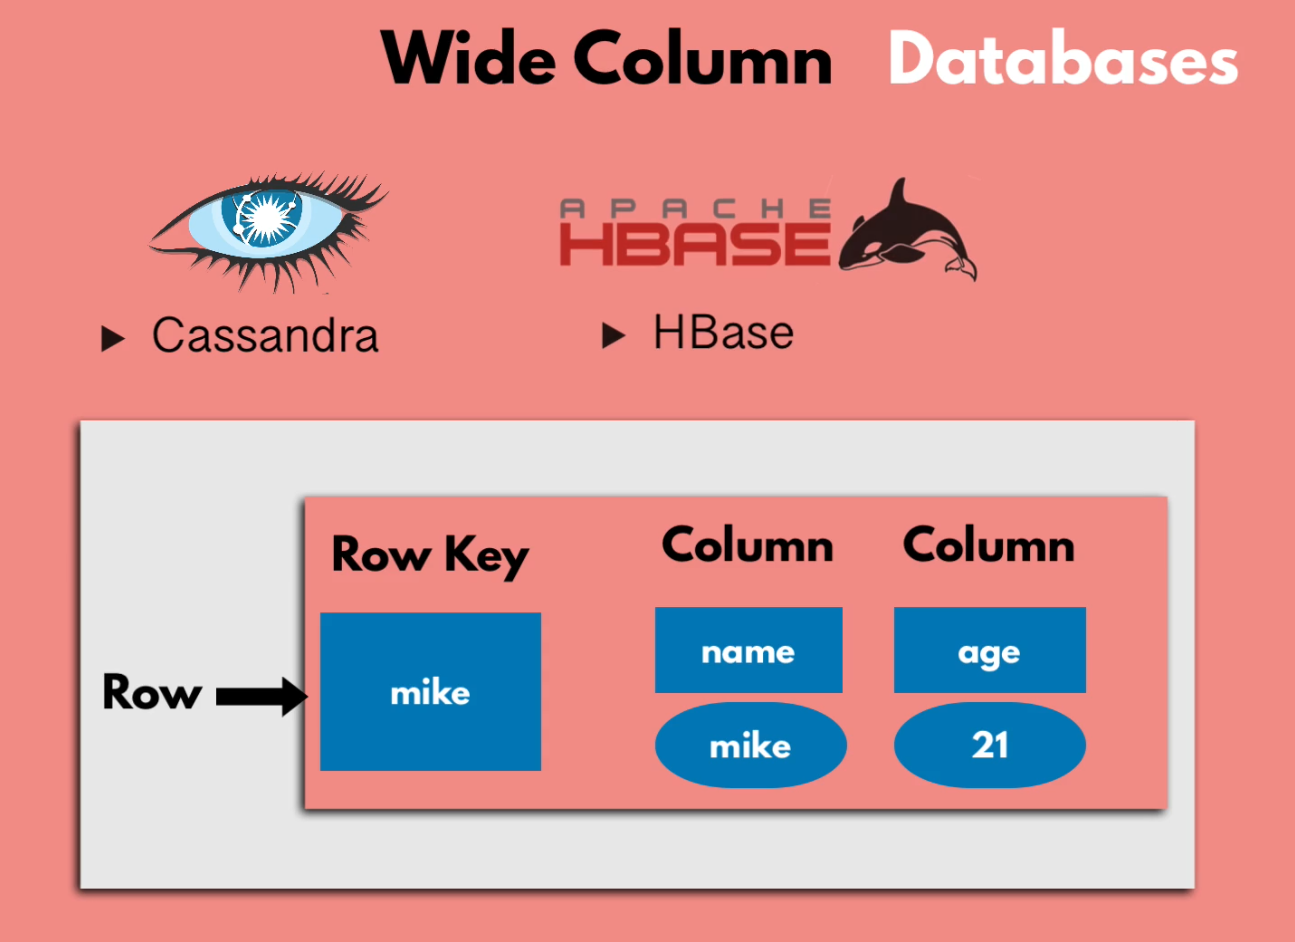 Wide Column Databases
APACHE
HBASE
► Cassandra
► HBase
Row Key
Column
Column
name
age
Row
mike
mike
21